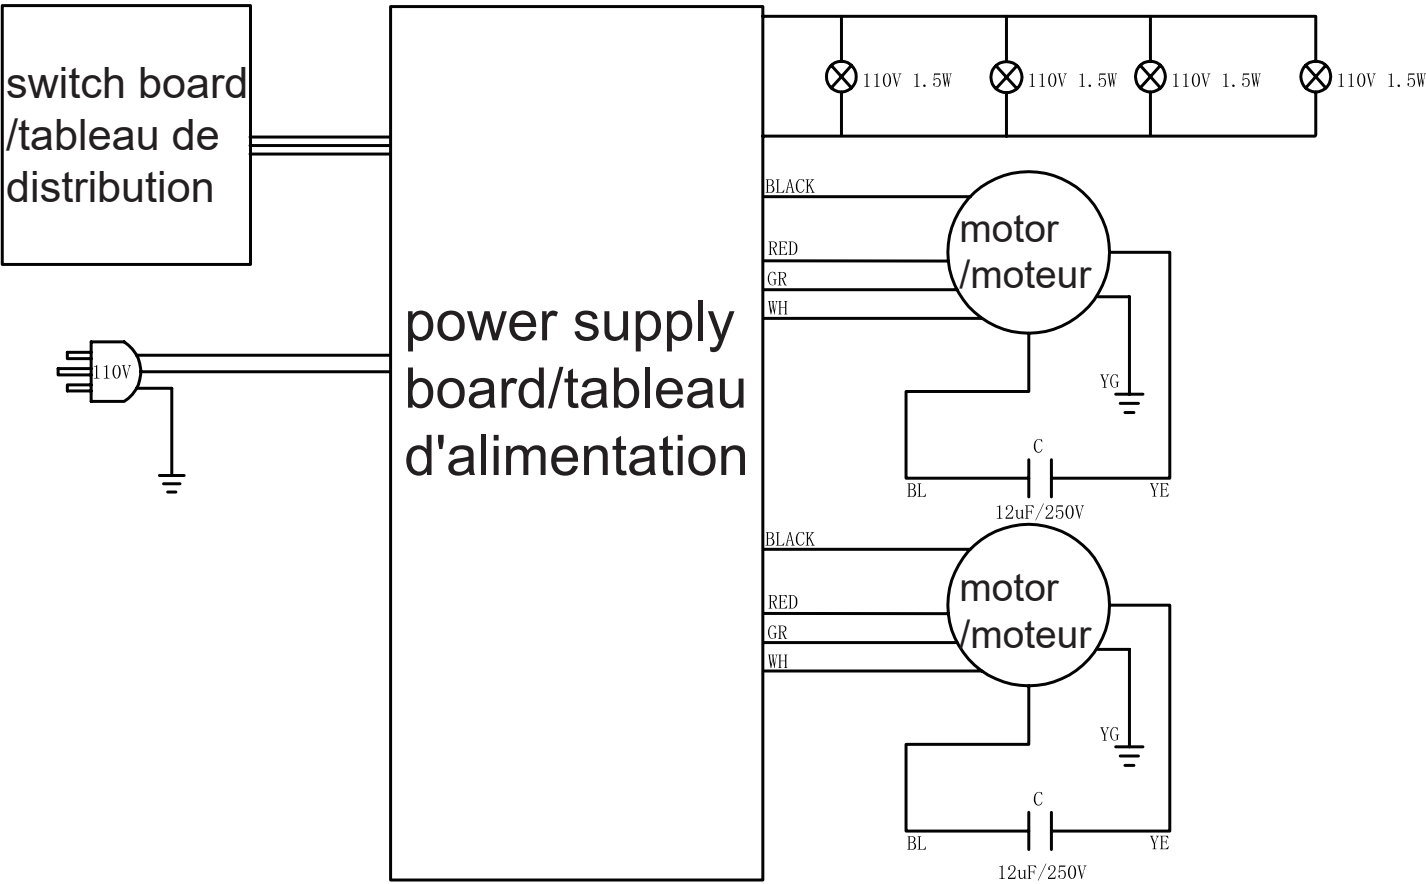 switch board
/tableau de
distribution
110V
power supply
board/tableau
d'alimentation
110V 1.5W
110V 1.5W
110V 1.5W
110V 1.5W
BLACK
RED
GR
WH
motor
/moteur
YG
C
BL
YE
12uF/250V
BLACK
RED
GR
WH
motor
/moteur
YG
C
BL
YE
12uF/250V